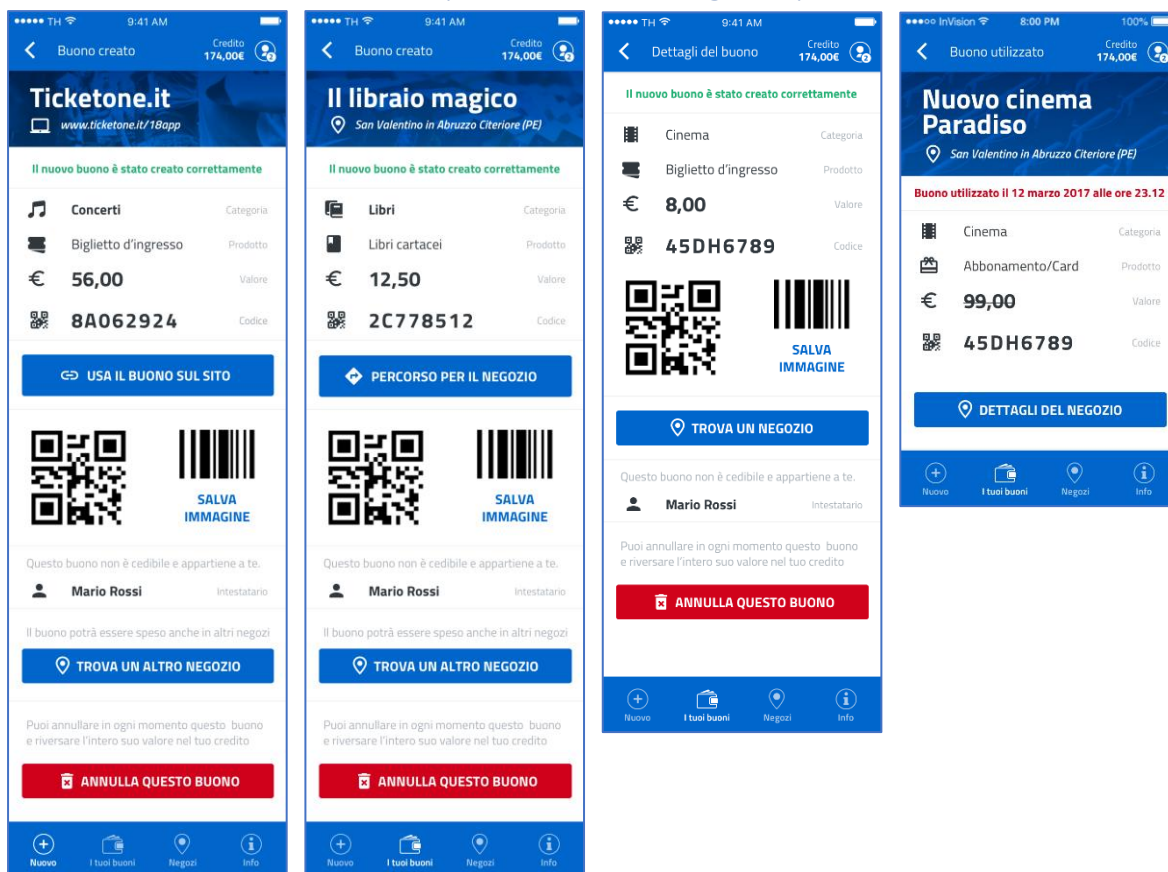 TH 9:41 AM
Buono creato
Credito
174,00€
2
Ticketone.it
www.ticketone.it/18app
Il nuovo buono è stato creato correttamente
Concerti Categoria
Biglietto d'ingresso Prodotto
€ 56,00 Valore
8A062924 Codice
USA IL BUONO SUL SITO
SALVA
IMMAGINE
Questo buono non è cedibile e appartiene a te.
Mario Rossi Intestatario
Il buono potrà essere speso anche in altri negozi
TROVA UN ALTRO NEGOZIO
Puoi annullare in ogni momento questo buono
e riversare l'intero suo valore nel tuo credito
ANNULLA QUESTO BUONO
Nuovo I tuoi buoni Negozi Info
TH 9:41 AM
Buono creato
Credito
174,00€
2
Il libraio magico
San Valentino in Abruzzo Citeriore (PE)
Il nuovo buono è stato creato correttamente
Libri Categoria
Libri cartacei Prodotto
€ 12,50 Valore
2C778512 Codice
PERCORSO PER IL NEGOZIO
SALVA
IMMAGINE
Questo buono non è cedibile e appartiene a te.
Mario Rossi Intestatario
Il buono potrà essere speso anche in altri negozi
TROVA UN ALTRO NEGOZIO
Puoi annullare in ogni momento questo buono
e riversare l'intero suo valore nel tuo credito
ANNULLA QUESTO BUONO
Nuovo I tuoi buoni Negozi Info
TH 9:41 AM
Dettagli del buono
Credito
174,00€
2
Il nuovo buono è stato creato correttamente
Cinema Categoria
Biglietto d'ingresso Prodotto
€ 8,00 Valore
45DH6789 Codice
SALVA
IMMAGINE
TROVA UN NEGOZIO
Questo buono non è cedibile e appartiene a te.
Mario Rossi Intestatario
Puoi annullare in ogni momento questo buono
e riversare l'intero suo valore nel tuo credito
ANNULLA QUESTO BUONO
Nuovo I tuoi buoni Negozi Info
InVision 8:00 PM 100%
Buono utilizzato
Credito
174,00€
2
Nuovo cinema
Paradiso
San Valentino in Abruzzo Citeriore (PE)
Buono utilizzato il 12 marzo 2017 alle ore 23.12
Cinema Categoria
Abbonamento/Card Prodotto
€ 99,00 Valore
45DH6789 Codice
DETTAGLI DEL NEGOZIO
Nuovo I tuoi buoni Negozi Info